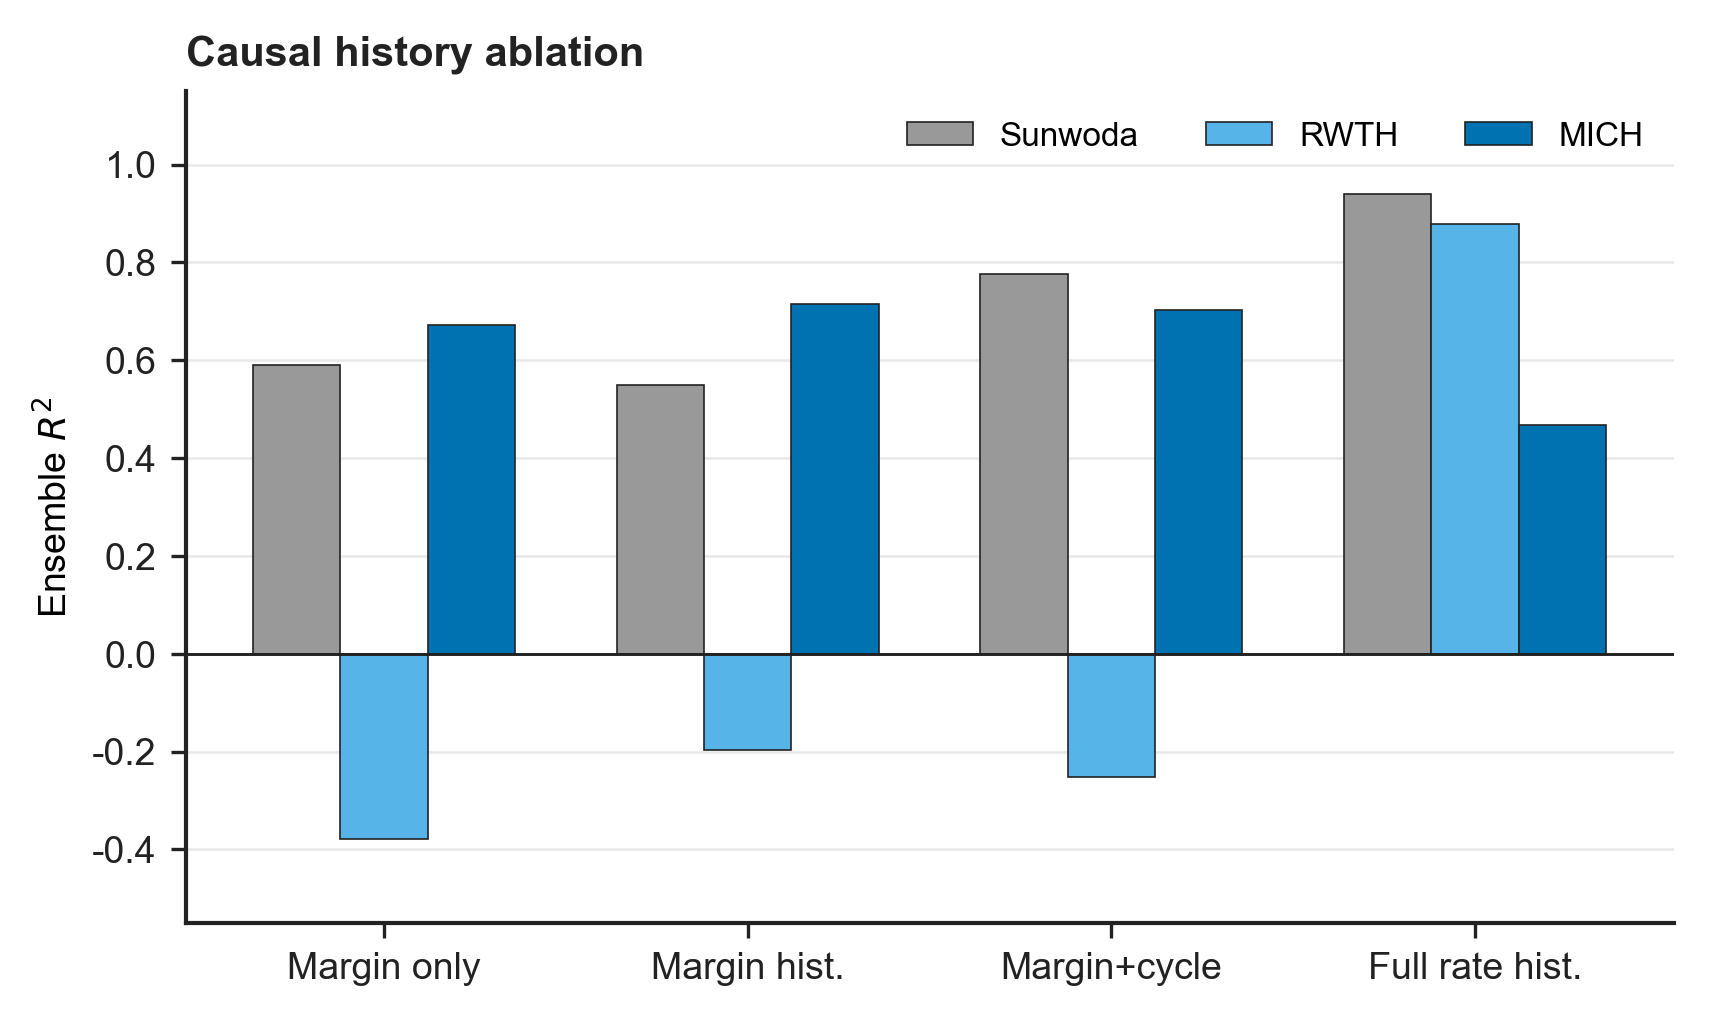 Causal history ablation
Sunwoda RWTH MICH
1.0
0.8
0.6
0.4
0.2
0.0
-0.2
-0.4
Ensemble R²
Margin only Margin hist. Margin+cycle Full rate hist.